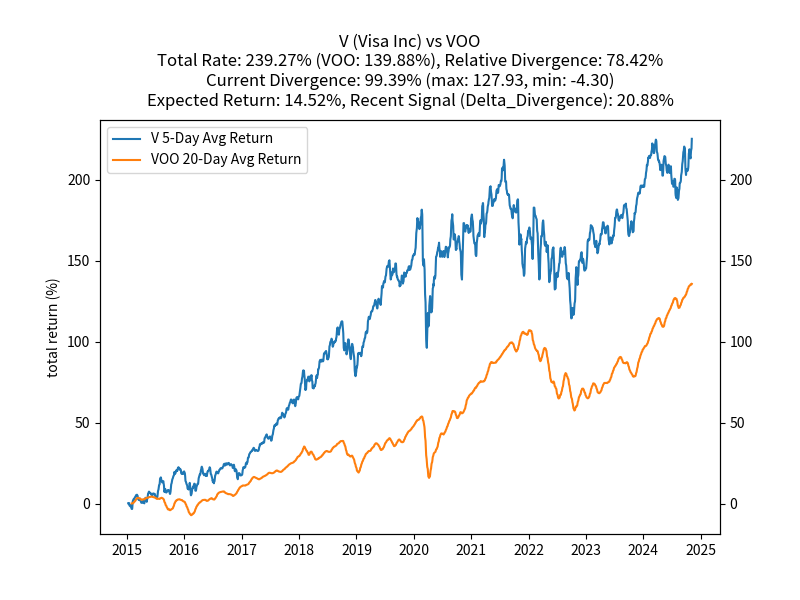 V (Visa Inc) vs VOO
Total Rate: 239.27% (VOO: 139.88%), Relative Divergence: 78.42%
Current Divergence: 99.39% (max: 127.93, min: -4.30)
Expected Return: 14.52%, Recent Signal (Delta_Divergence): 20.88%
V 5-Day Avg Return
VOO 20-Day Avg Return
total return (%)
200
150
100
50
0
200
150
100
50
0
2015 2016 2017 2018 2019 2020 2021 2022 2023 2024 2025